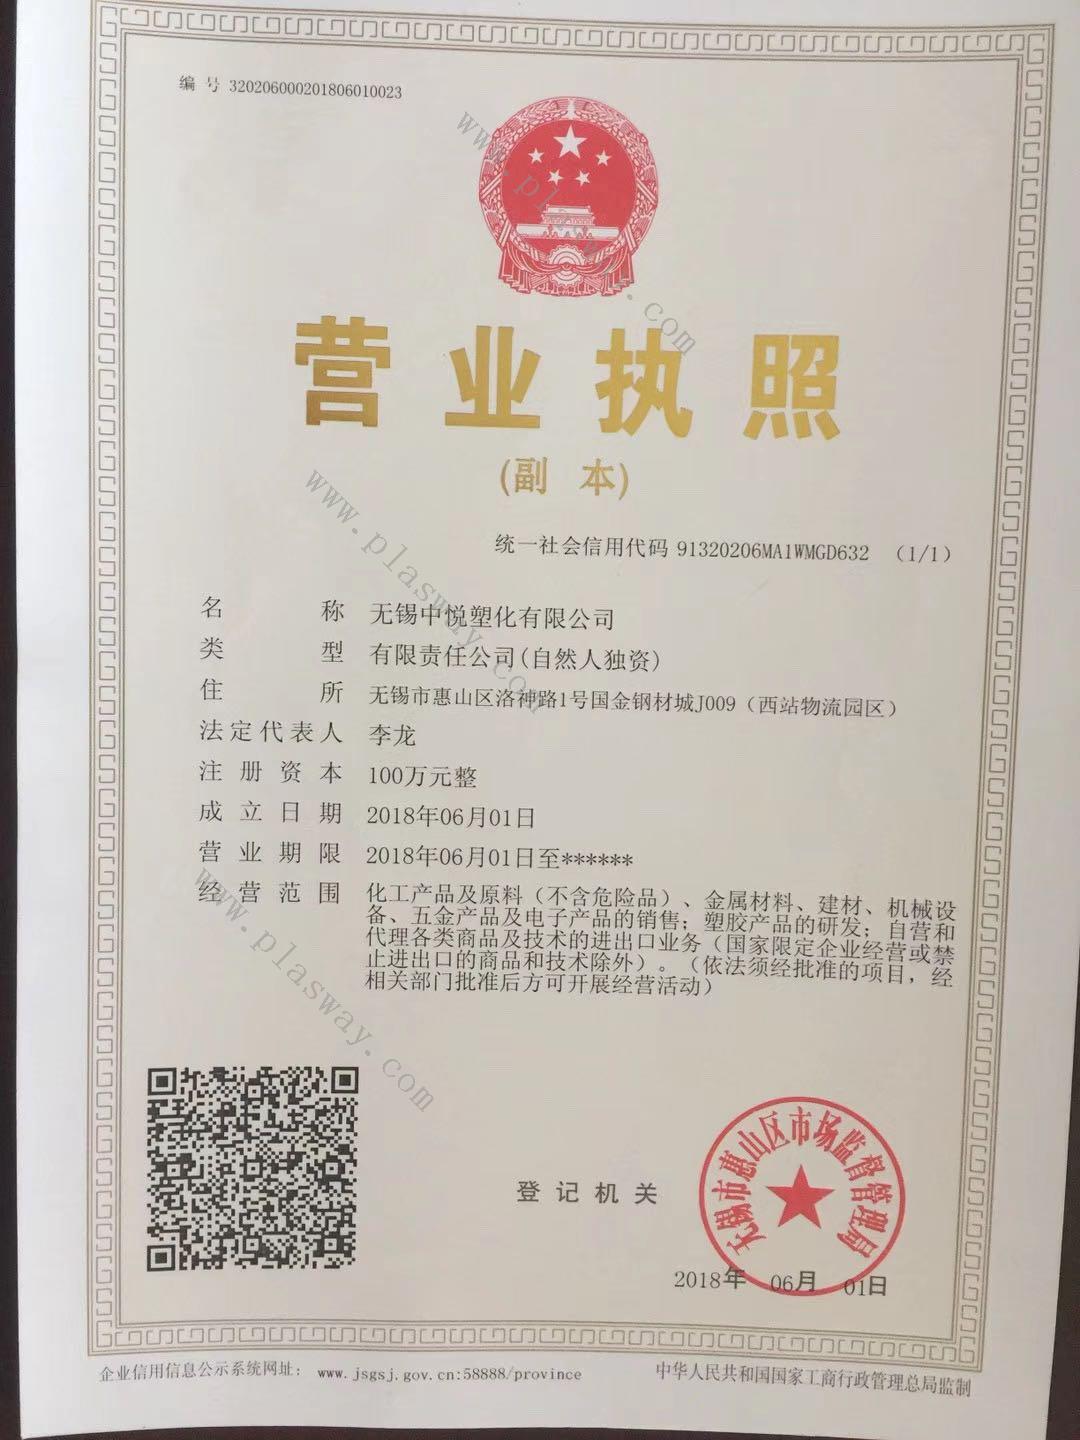 编 号 320206000201806010023
营业执照
(副 本)
统一社会信用代码 91320206MA1WMGD632 (1/1)
名 称 无锡中悦塑化有限公司
类 型 有限责任公司(自然人独资)
住 所 无锡市惠山区洛神路1号国金钢材城J009（西站物流园区）
法定代表人 李龙
注册资本 100万元整
成立日期 2018年06月01日
营业期限 2018年06月01日至******
经营范围 化工产品及原料（不含危险品）、金属材料、建材、机械设
备、五金产品及电子产品的销售；塑胶产品的研发；自营和
代理各类商品及技术的进出口业务（国家限定企业经营或禁
止进出口的商品和技术除外）。（依法须经批准的项目，经
相关部门批准后方可开展经营活动）
登记机关
无锡市惠山区市场监督管理局
2018年 06月 01日
企业信用信息公示系统网址： www.jsgsj.gov.cn:58888/province
中华人民共和国国家工商行政管理总局监制
www.plasway.com
www.plasway.com
www.plasway.com